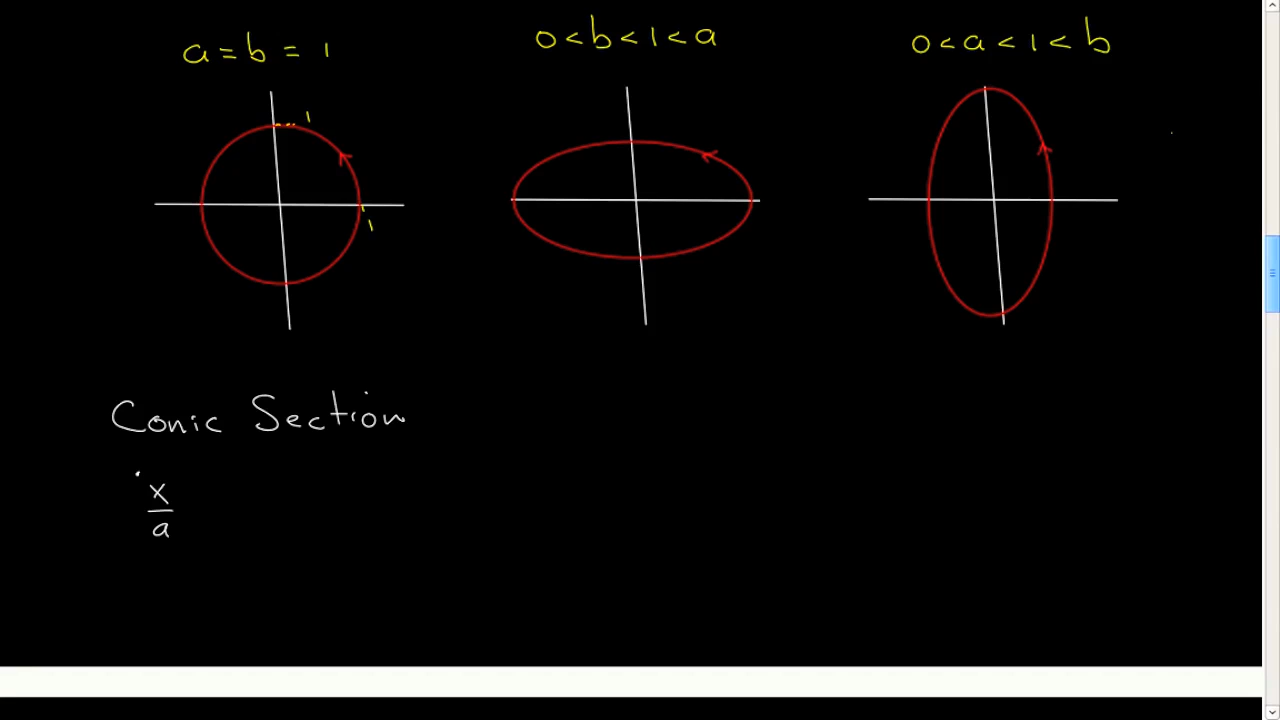 a = b = 1
0 < b < 1 < a
0 < a < 1 < b
1
1
Conic Section
x
a